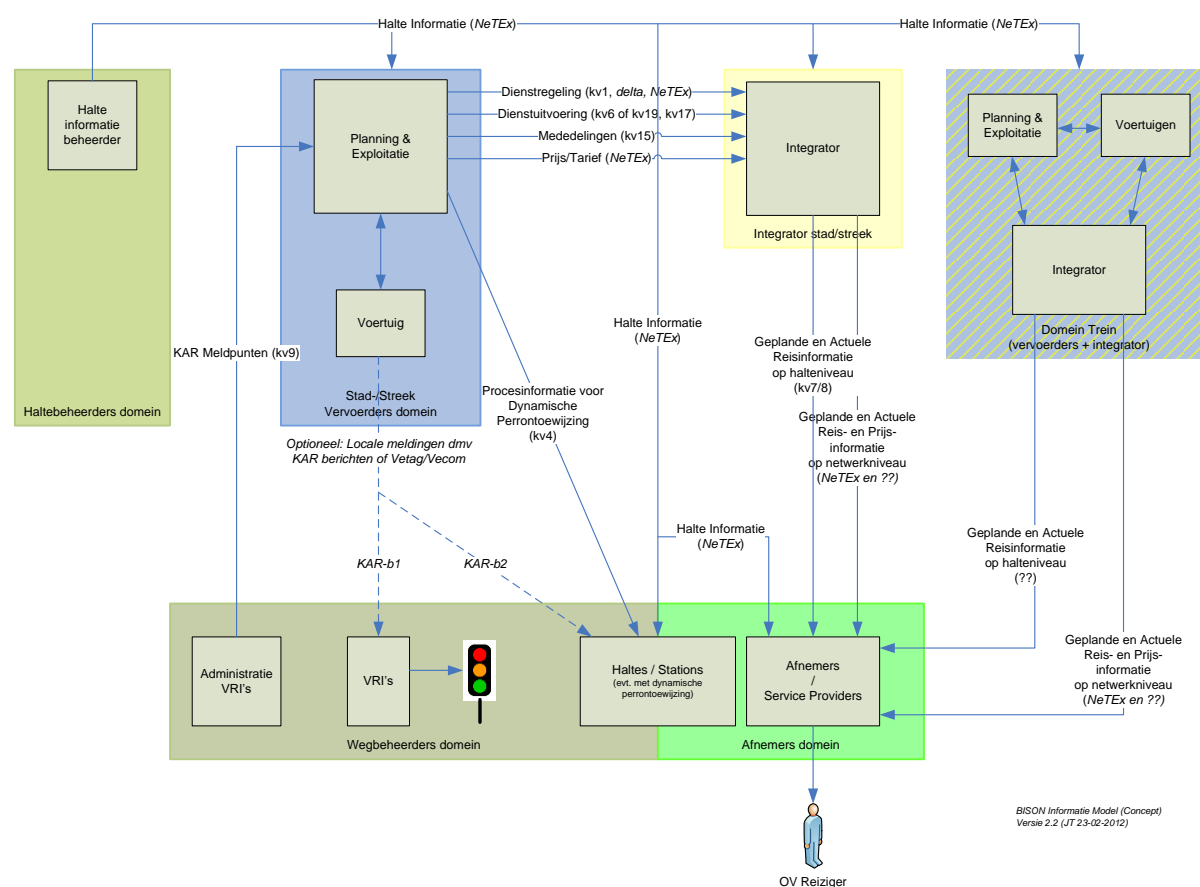 Halte Informatie (NeTEx)
Halte Informatie (NeTEx)
Halte
informatie
beheerder
Haltebeheerders domein
Planning &
Exploitatie
Voertuig
Stad-/Streek
Vervoerders domein
Dienstregeling (kv1, delta, NeTEx)
Dienstuitvoering (kv6 of kv19, kv17)
Mededelingen (kv15)
Prijs/Tarief (NeTEx)
Integrator
Integrator stad/streek
Planning &
Exploitatie
Voertuigen
Integrator
Domein Trein
(vervoerders + integrator)
KAR Meldpunten (kv9)
Halte Informatie
(NeTEx)
Geplande en Actuele
Reisinformatie
op halteniveau
(kv7/8)
Procesinformatie voor
Dynamische
Perrontoewijzing
(kv4)
Geplande en Actuele
Reis- en Prijs-
informatie
op netwerkniveau
(NeTEx en ??)
Optioneel: Locale meldingen dmv
KAR berichten of Vetag/Vecom
Halte Informatie
(NeTEx)
Geplande en Actuele
Reisinformatie
op halteniveau
(??)
KAR-b1
KAR-b2
Geplande en Actuele
Reis- en Prijs-
informatie
op netwerkniveau
(NeTEx en ??)
Administratie
VRI's
VRI's
Haltes / Stations
(evt. met dynamische
perrontoewijzing)
Afnemers
/
Service Providers
Wegbeheerders domein
Afnemers domein
BISON Informatie Model (Concept)
Versie 2.2 (JT 23-02-2012)
OV Reiziger